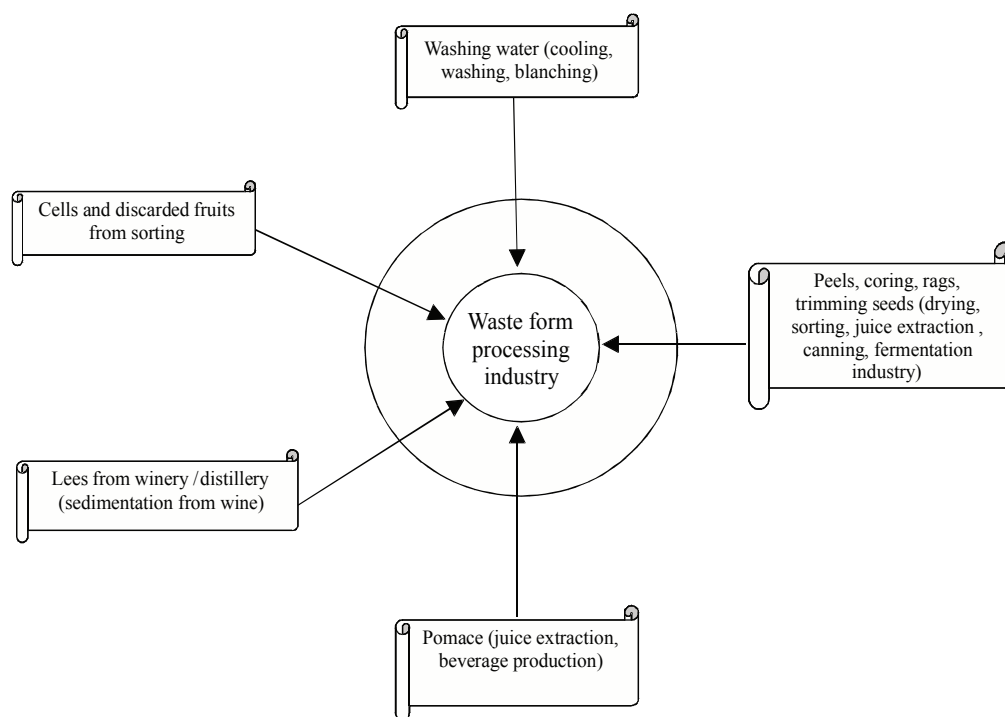 Washing water (cooling,
washing, blanching)
Cells and discarded fruits
from sorting
Peels, coring, rags,
trimming seeds (drying,
sorting, juice extraction ,
canning, fermentation
industry)
Waste form
processing
industry
Lees from winery / distillery
(sedimentation from wine)
Pomace (juice extraction,
beverage production)